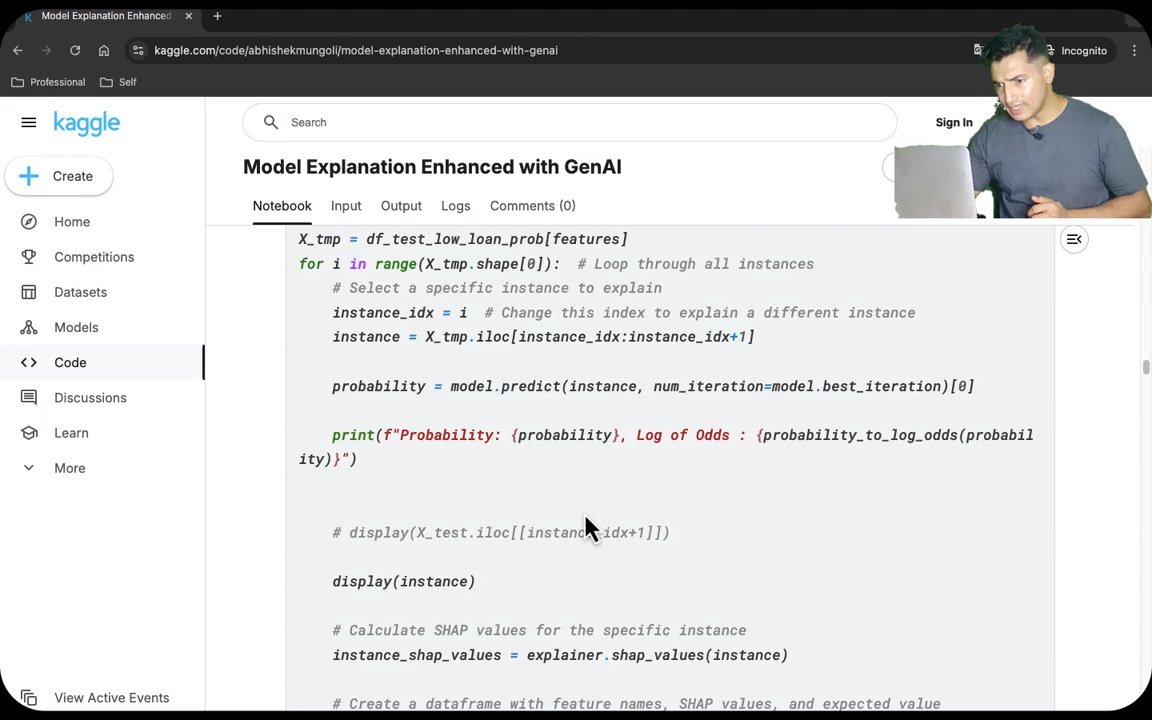 Model Explanation Enhanced
kaggle.com/code/abhishekmungoli/model-explanation-enhanced-with-genai
Incognito
Professional
Self
kaggle
Search
Sign In
Create
Model Explanation Enhanced with GenAI
Notebook
Input
Output
Logs
Comments (0)
Home
Competitions
Datasets
Models
Code
Discussions
Learn
More
View Active Events
X_tmp = df_test_low_loan_prob[features]
for i in range(X_tmp.shape[0]):  # Loop through all instances
    # Select a specific instance to explain
    instance_idx = i  # Change this index to explain a different instance
    instance = X_tmp.iloc[instance_idx:instance_idx+1]
    probability = model.predict(instance, num_iteration=model.best_iteration)[0]
    print(f"Probability: {probability}, Log of Odds : {probability_to_log_odds(probabil
ity)}")
    # display(X_test.iloc[[instance_idx+1]])
    display(instance)
    # Calculate SHAP values for the specific instance
    instance_shap_values = explainer.shap_values(instance)
    # Create a dataframe with feature names, SHAP values, and expected value